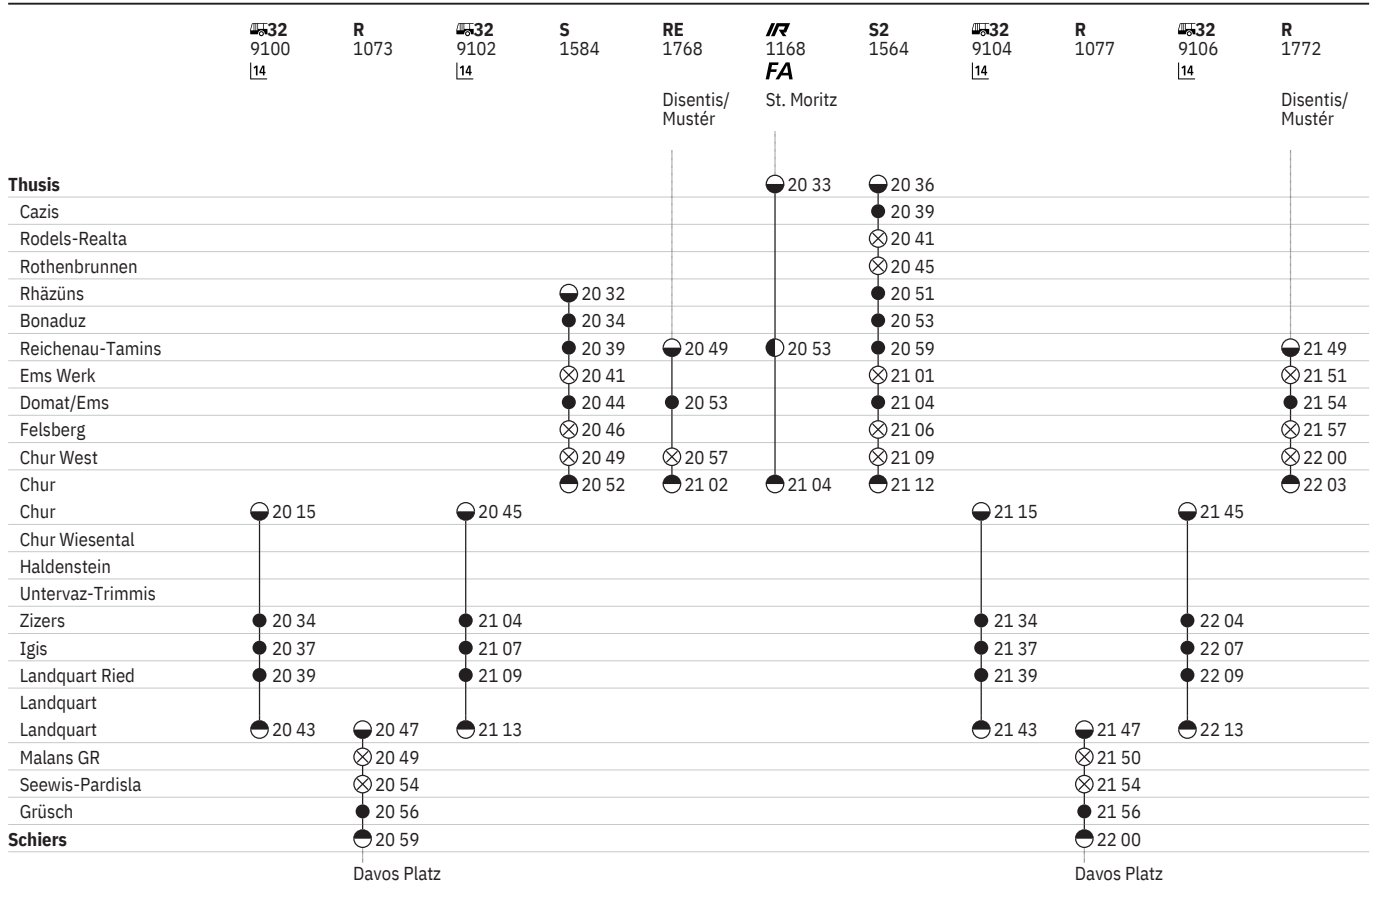 32 R 32 S RE IR S2 32 R 32 R
9100 1073 9102 1584 1768 1168 1564 9104 1077 9106 1772
14 14 FA 14 14
Disentis/ St. Moritz Disentis/
Mustér Mustér
Thusis 20 33 20 36
Cazis 20 39
Rodels-Realta 20 41
Rothenbrunnen 20 45
Rhäzüns 20 32 20 51
Bonaduz 20 34 20 53
Reichenau-Tamins 20 39 20 49 20 53 20 59 21 49
Ems Werk 20 41 21 01 21 51
Domat/Ems 20 44 20 53 21 04 21 54
Felsberg 20 46 21 06 21 57
Chur West 20 49 20 57 21 09 22 00
Chur 20 52 21 02 21 04 21 12 22 03
Chur 20 15 20 45 21 15 21 45
Chur Wiesental
Haldenstein
Untervaz-Trimmis
Zizers 20 34 21 04 21 34 22 04
Igis 20 37 21 07 21 37 22 07
Landquart Ried 20 39 21 09 21 39 22 09
Landquart
Landquart 20 43 20 47 21 13 21 43 21 47 22 13
Malans GR 20 49 21 50
Seewis-Pardisla 20 54 21 54
Grüsch 20 56 21 56
Schiers 20 59 22 00
Davos Platz Davos Platz